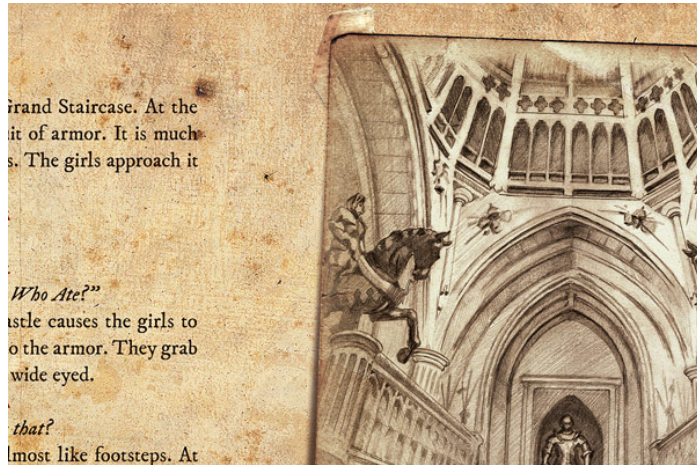 Grand Staircase. At the
it of armor. It is much
s. The girls approach it
Who Ate?”
astle causes the girls to
o the armor. They grab
wide eyed.
that?
lmost like footsteps. At